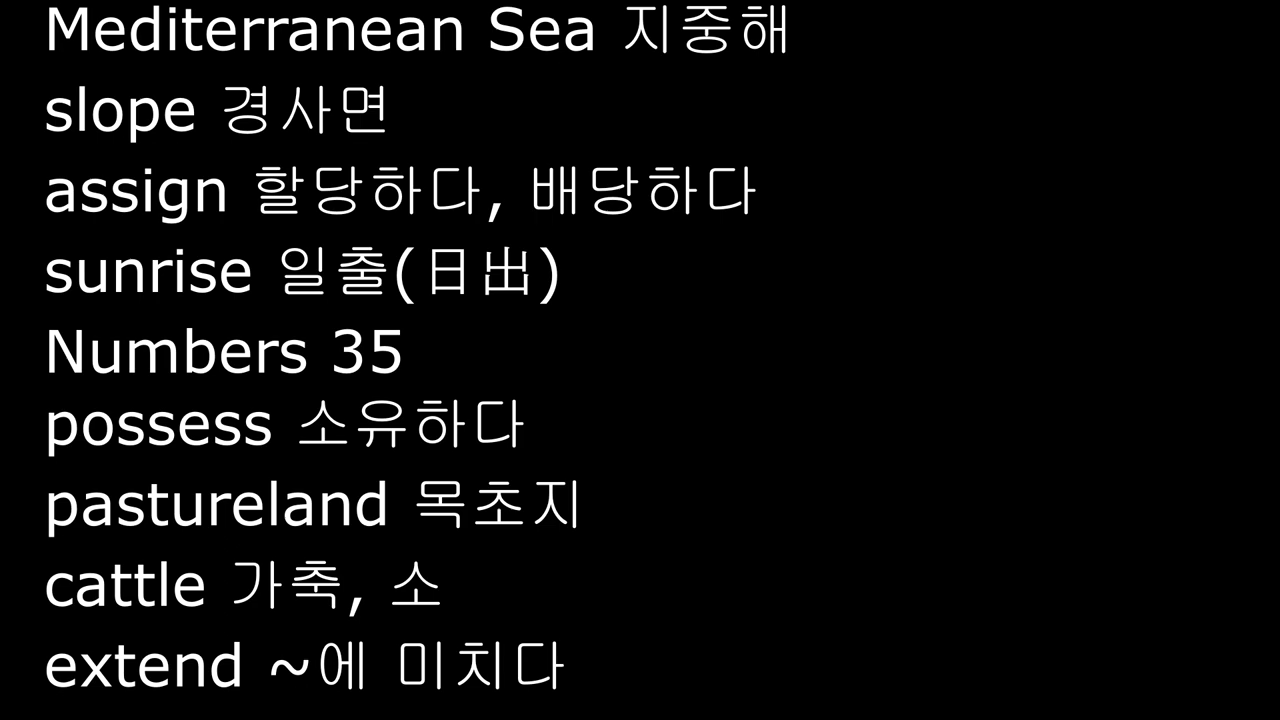 Mediterranean Sea 지중해
slope 경사면
assign 할당하다, 배당하다
sunrise 일출(日出)
Numbers 35
possess 소유하다
pastureland 목초지
cattle 가축, 소
extend ~에 미치다